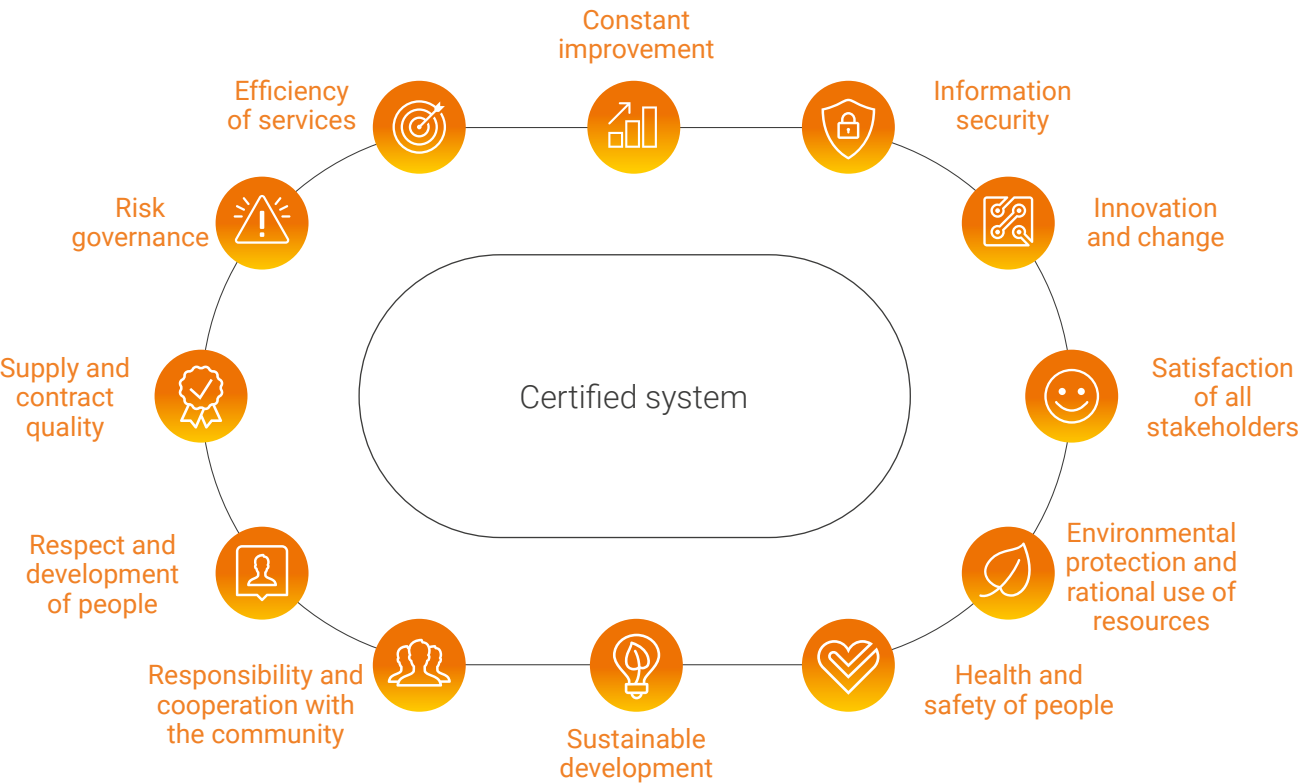 Constant
improvement
Efficiency
of services
Information
security
Risk
governance
Innovation
and change
Supply and
contract
quality
Certified system
Satisfaction
of all
stakeholders
Respect and
development
of people
Environmental
protection and
rational use of
resources
Responsibility and
cooperation with
the community
Health and
safety of people
Sustainable
development